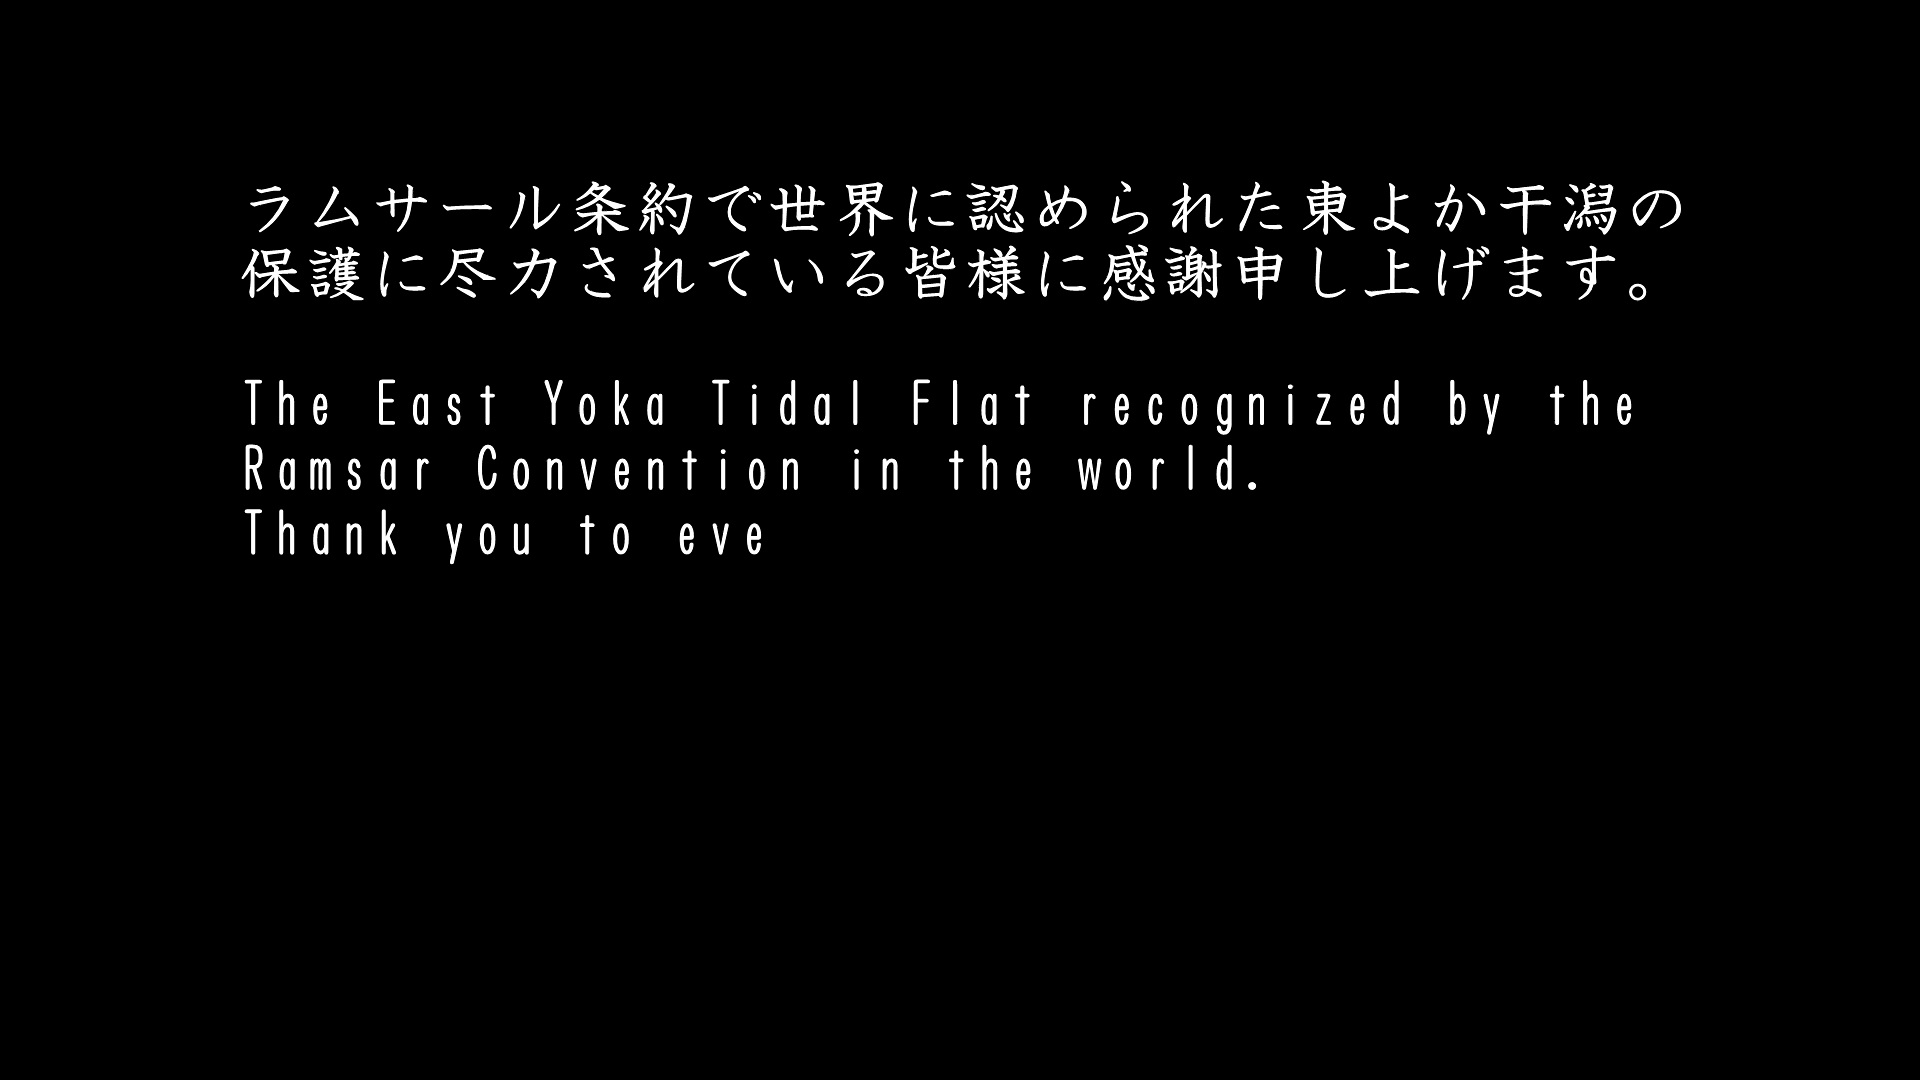 ラムサール条約で世界に認められた東よか干潟の
保護に尽力されている皆様に感謝申し上げます。
The East Yoka Tidal Flat recognized by the
Ramsar Convention in the world.
Thank you to eve